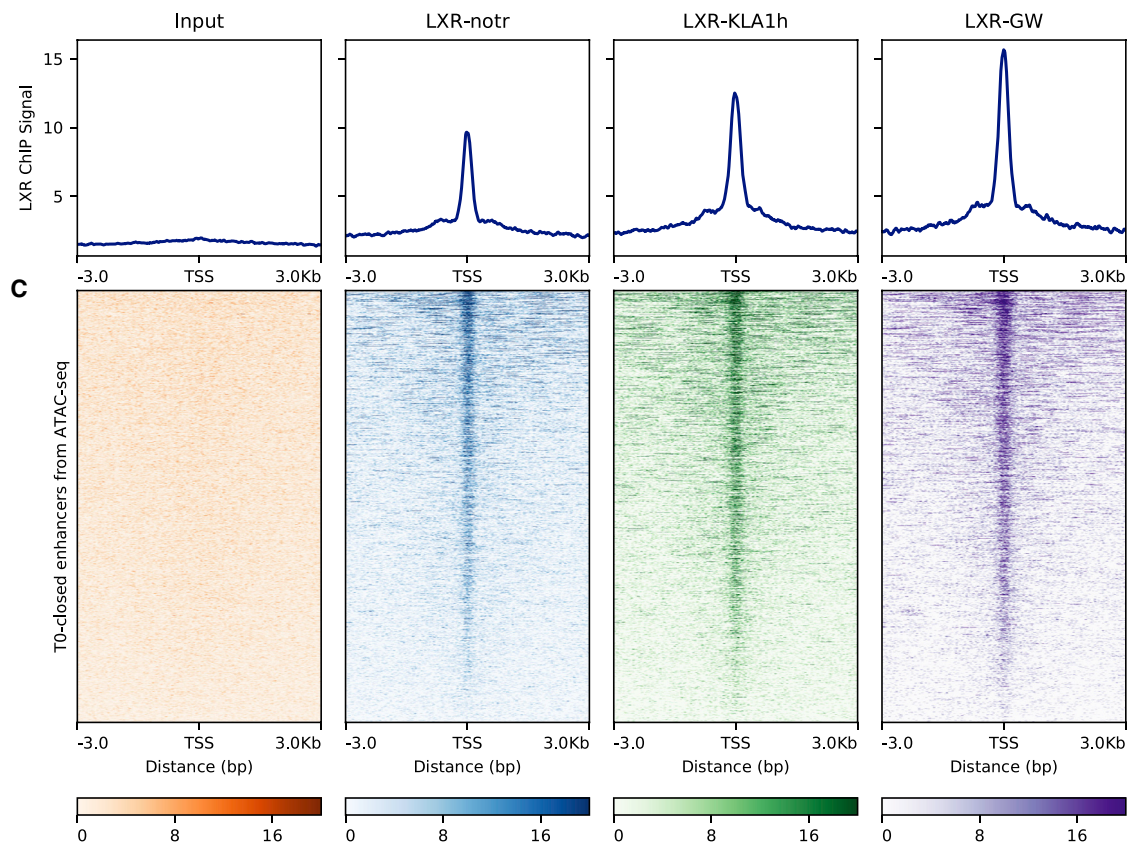 Input LXR-notr LXR-KLA1h LXR-GW
LXR ChIP Signal
15
10
5
-3.0 TSS 3.0Kb -3.0 TSS 3.0Kb -3.0 TSS 3.0Kb -3.0 TSS 3.0Kb
C
T0-closed enhancers from ATAC-seq
-3.0 TSS 3.0Kb -3.0 TSS 3.0Kb -3.0 TSS 3.0Kb -3.0 TSS 3.0Kb
Distance (bp) Distance (bp) Distance (bp) Distance (bp)
0 8 16 0 8 16 0 8 16 0 8 16